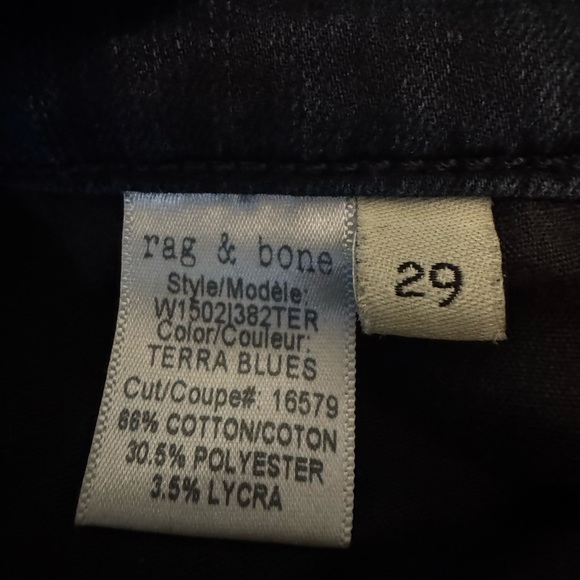 rag & bone
29
Style/Modèle:
W1502J382TER
Color/Couleur:
TERRA BLUES
Cut/Coupe#: 16579
66% COTTON/COTON
30.5% POLYESTER
3.5% LYCRA